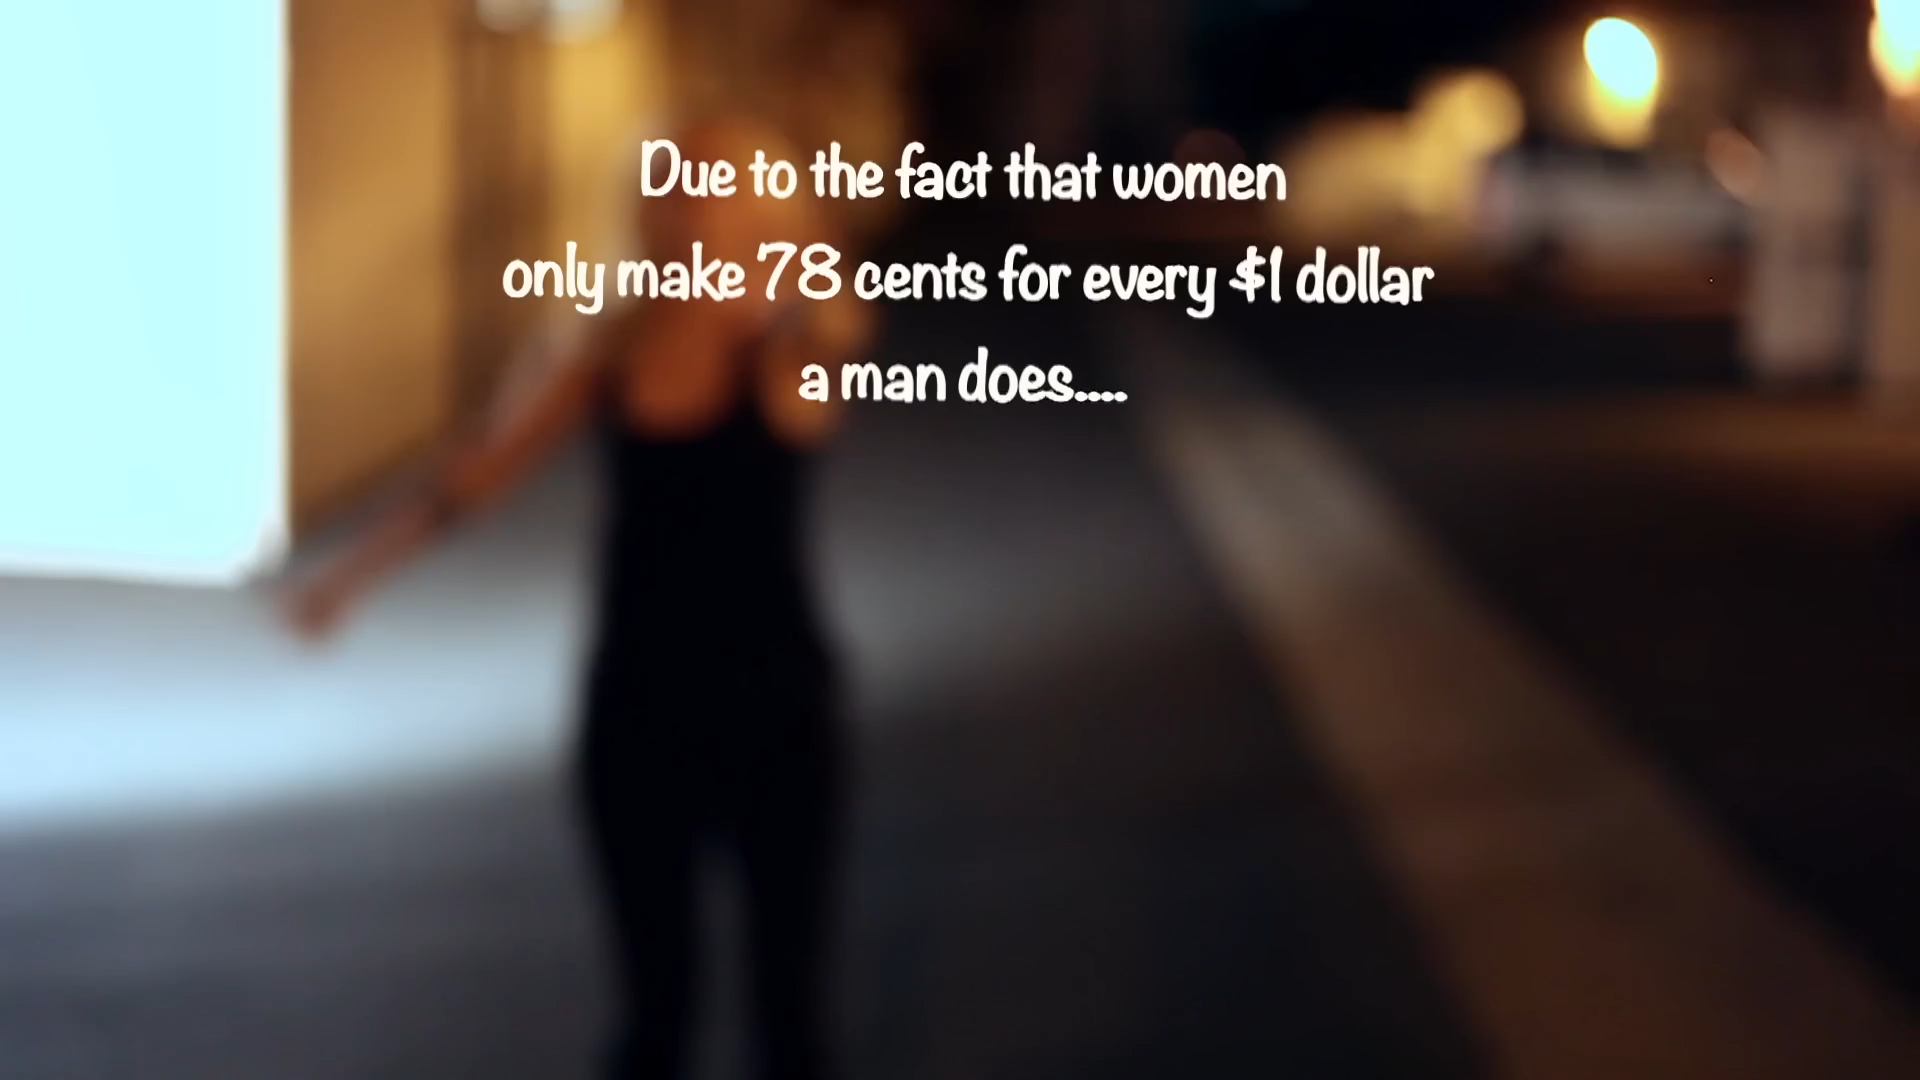 Due to the fact that women
only make 78 cents for every $1 dollar
a man does....